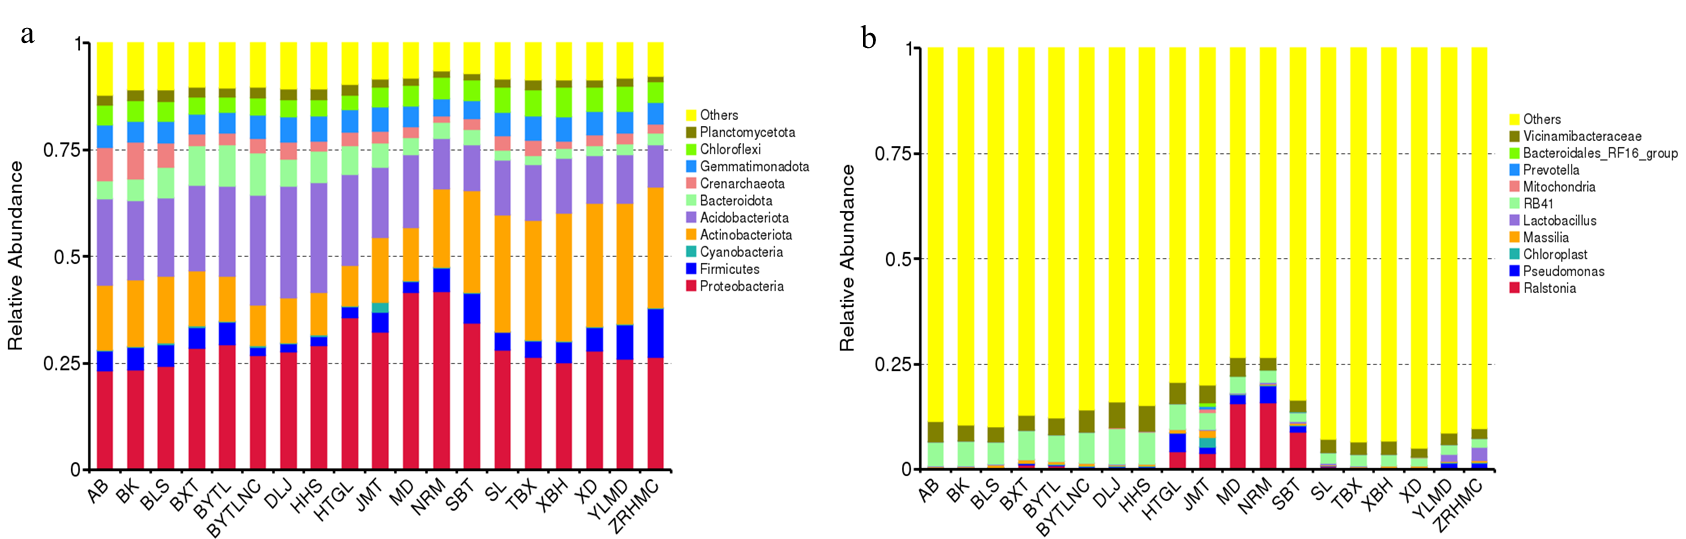 a
Relative Abundance
1
0.75
0.5
0.25
0
AB
BK
BLS
BXT
BYTL
BYTLNC
DLJ
HHS
HTGL
JMT
MD
NRM
SBT
SL
TBX
XBH
XD
YLMD
ZRHMC
Others
Planctomycetota
Chloroflexi
Gemmatimonadota
Crenarchaeota
Bacteroidota
Acidobacteriota
Actinobacteriota
Cyanobacteria
Firmicutes
Proteobacteria
b
Relative Abundance
1
0.75
0.5
0.25
0
AB
BK
BLS
BXT
BYTL
BYTLNC
DLJ
HHS
HTGL
JMT
MD
NRM
SBT
SL
TBX
XBH
XD
YLMD
ZRHMC
Others
Vicinamibacteraceae
Bacteroidales_RF16_group
Prevotella
Mitochondria
RB41
Lactobacillus
Massilia
Chloroplast
Pseudomonas
Ralstonia